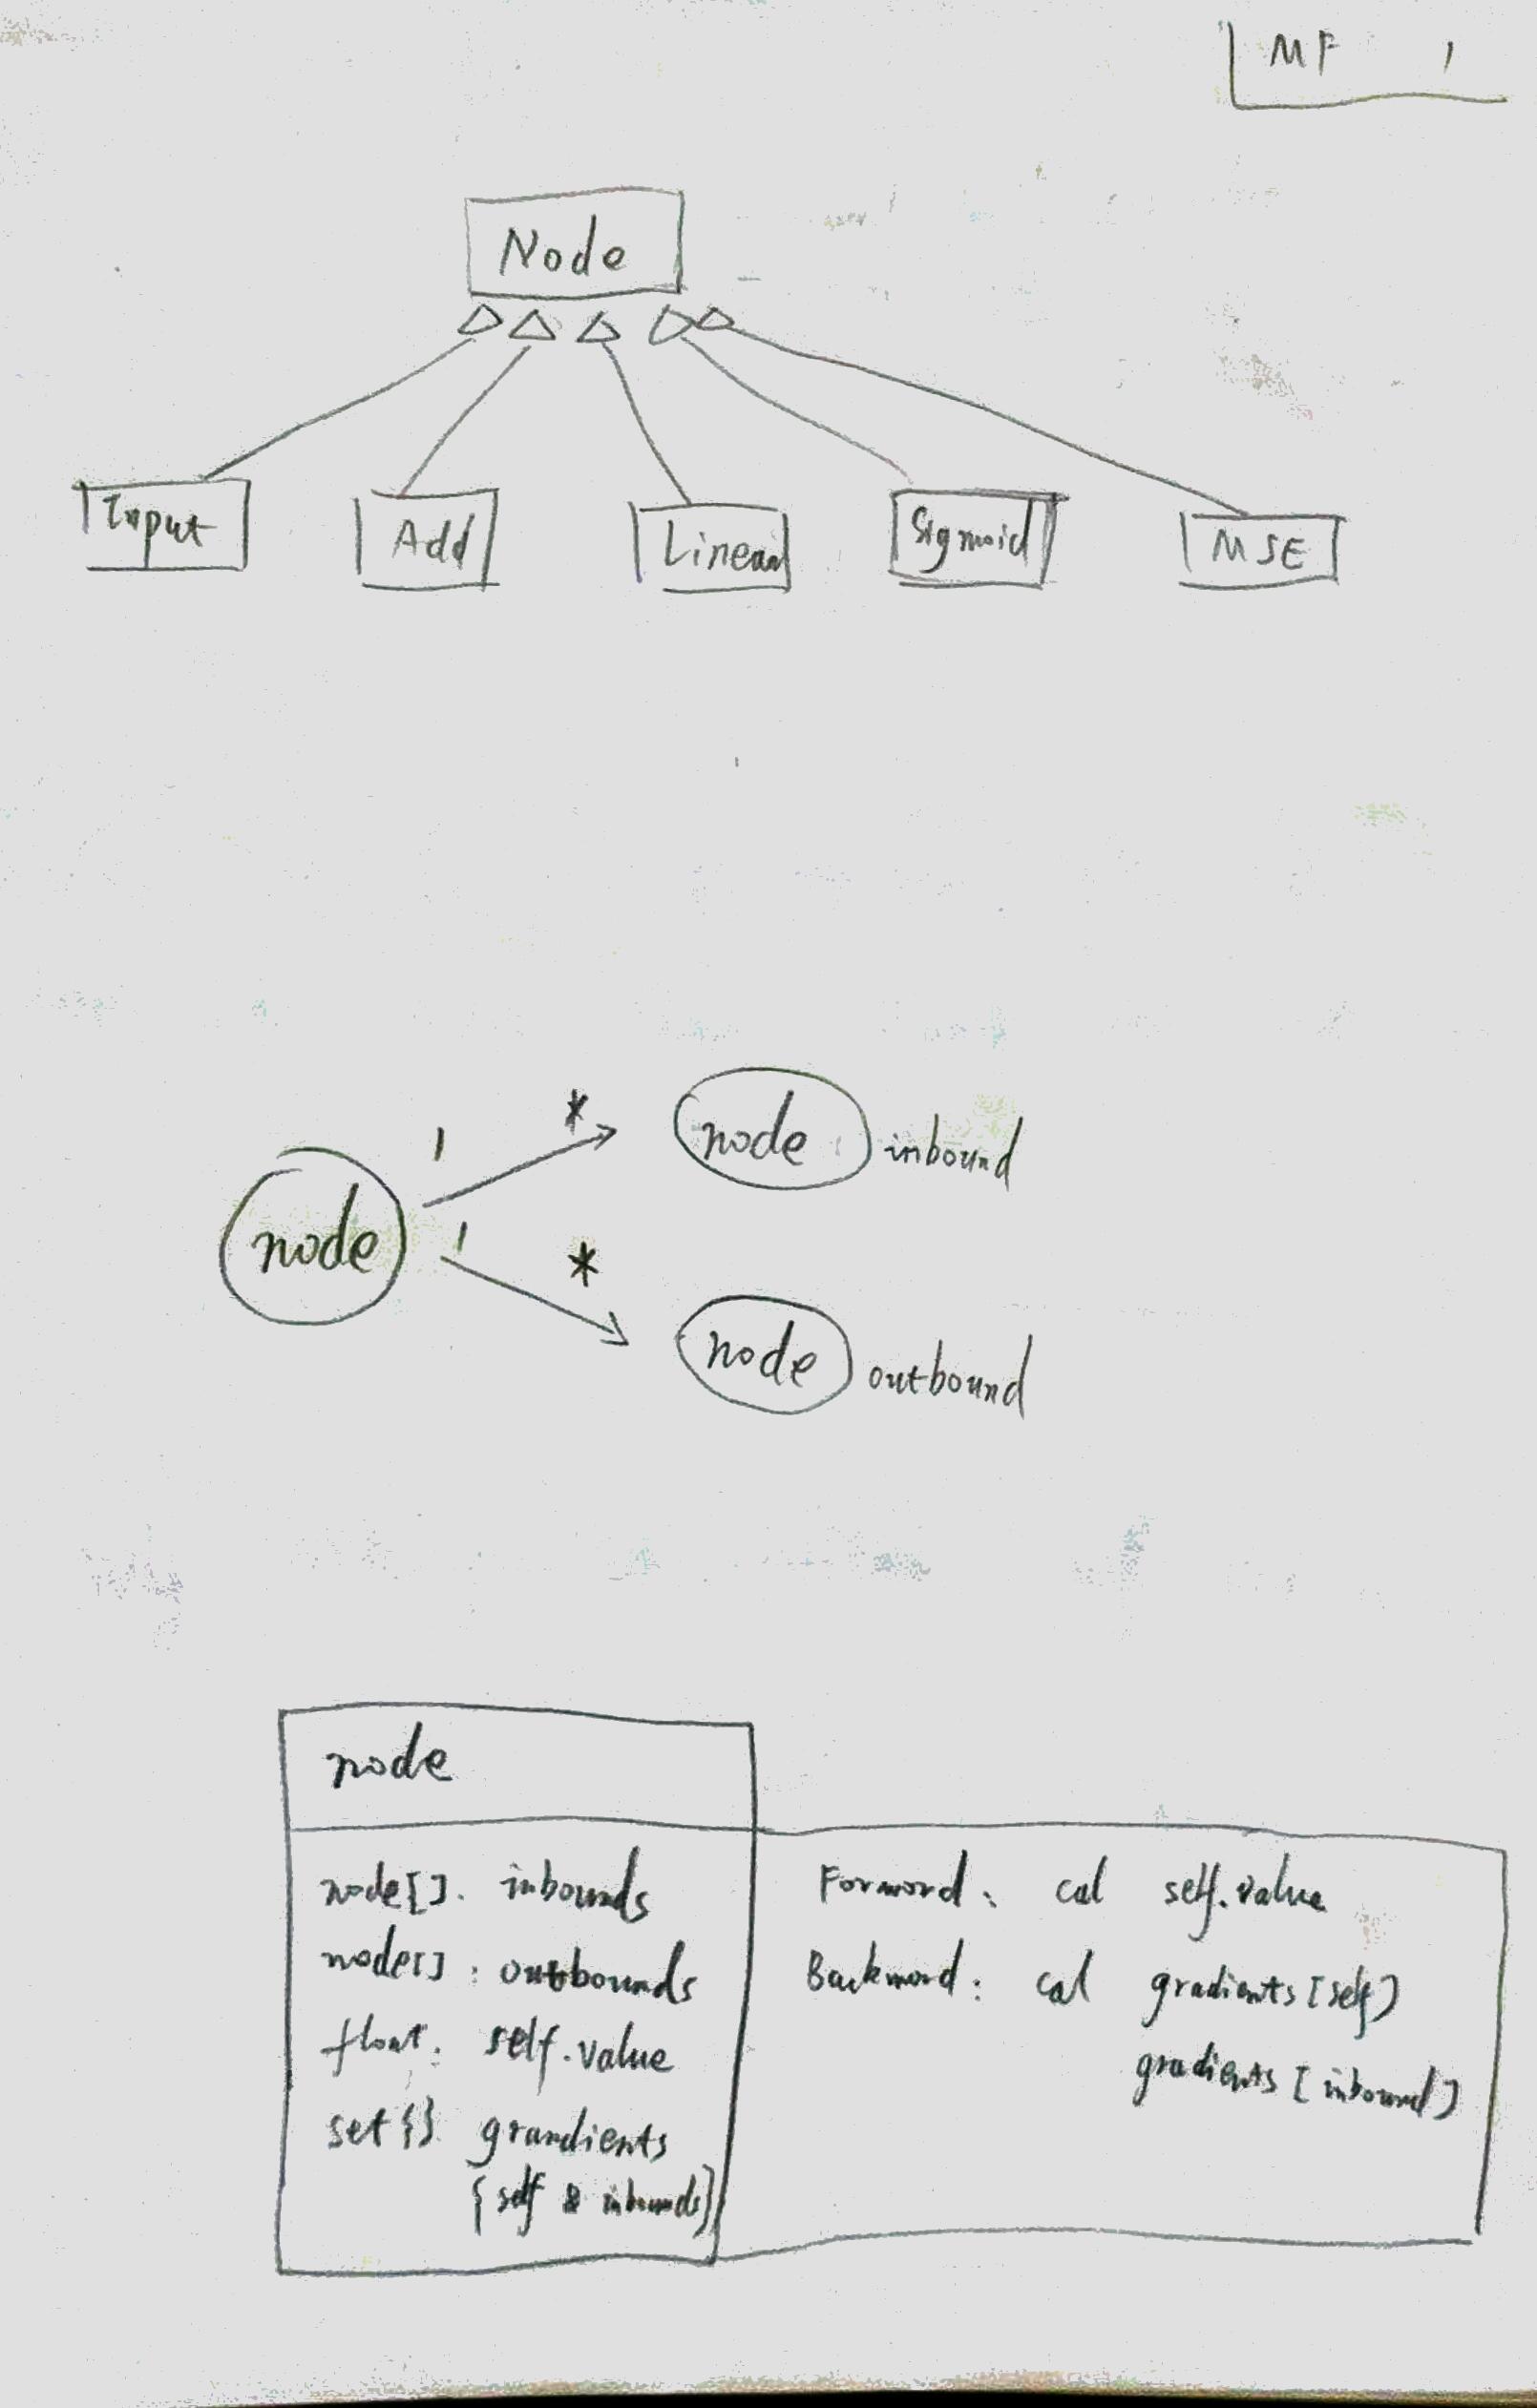 MF 1
Node
Input Add Linear Sigmoid MSE
1 * node inbound
node
1 * node outbound
node
node[]. inbounds Forword: cal self.value
node[]: outbounds Backword: cal gradients[self]
float: self.value gradients[inbound]
set{} grandients
{self & inbounds}